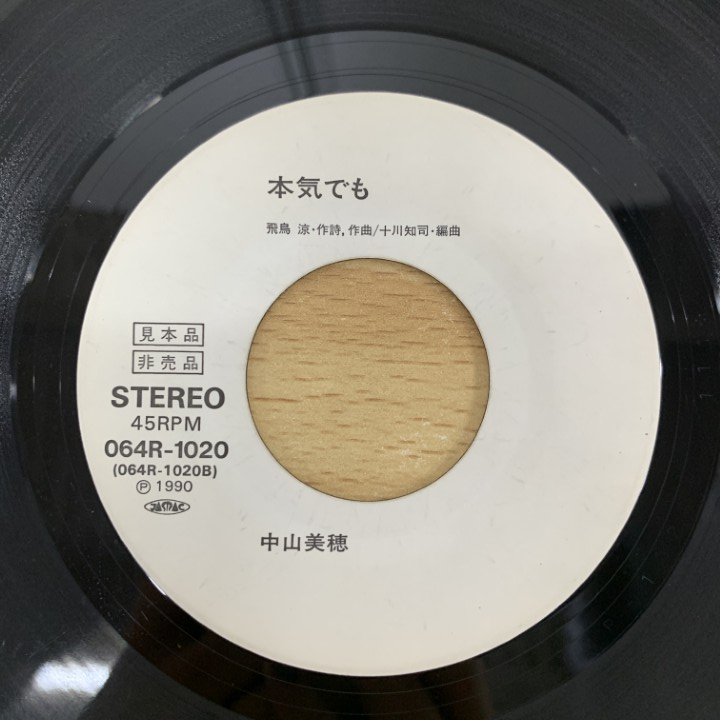 本気でも
飛鳥 涼・作詩,作曲/十川知司・編曲
見本品
非売品
STEREO
45RPM
064R-1020
(064R-1020B)
Ⓟ 1990
中山美穂